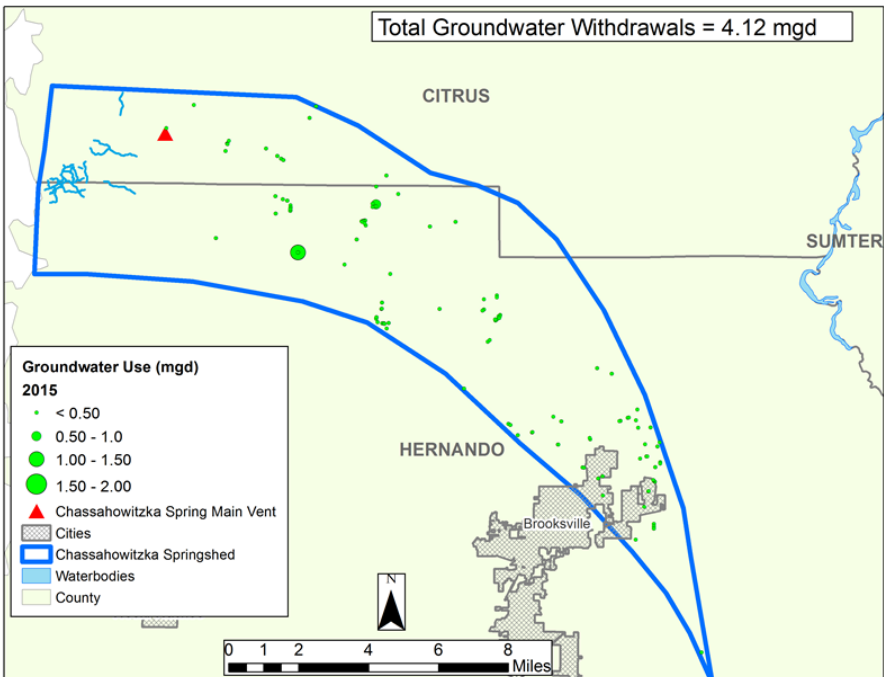 Total Groundwater Withdrawals = 4.12 mgd
CITRUS
SUMTER
HERNANDO
Brooksville
Groundwater Use (mgd)
2015
< 0.50
0.50 - 1.0
1.00 - 1.50
1.50 - 2.00
Chassahowitzka Spring Main Vent
Cities
Chassahowitzka Springshed
Waterbodies
County
N
0 1 2 4 6 8
Miles